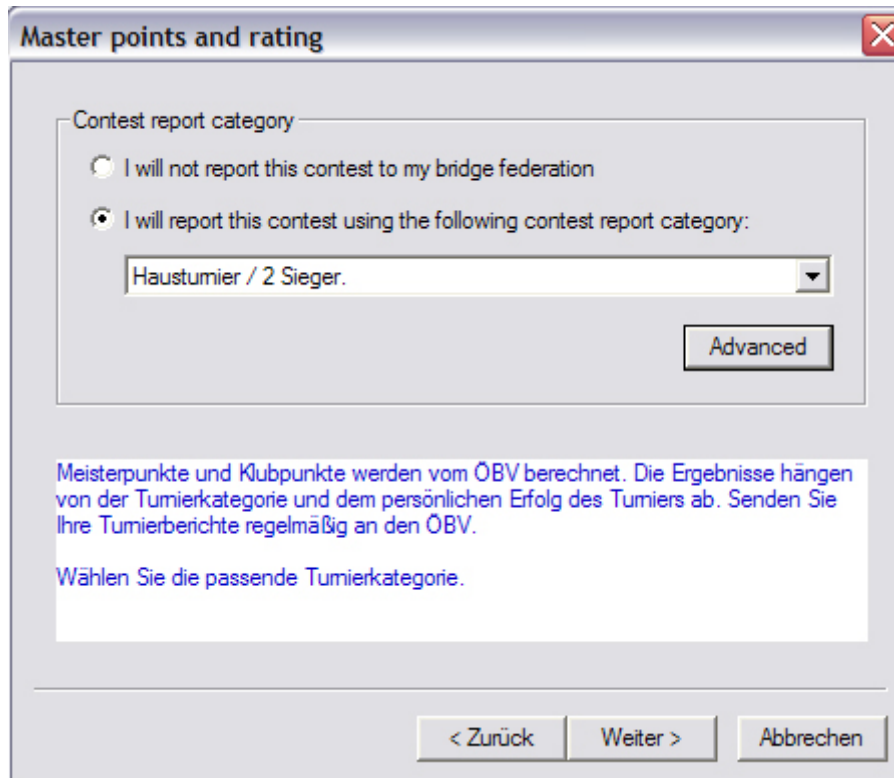 Master points and rating
Contest report category
I will not report this contest to my bridge federation
I will report this contest using the following contest report category:
Hausturnier / 2 Sieger.
Advanced
Meisterpunkte und Klubpunkte werden vom ÖBV berechnet. Die Ergebnisse hängen
von der Turnierkategorie und dem persönlichen Erfolg des Turniers ab. Senden Sie
Ihre Turnierberichte regelmäßig an den ÖBV.
Wählen Sie die passende Turnierkategorie.
< Zurück
Weiter >
Abbrechen